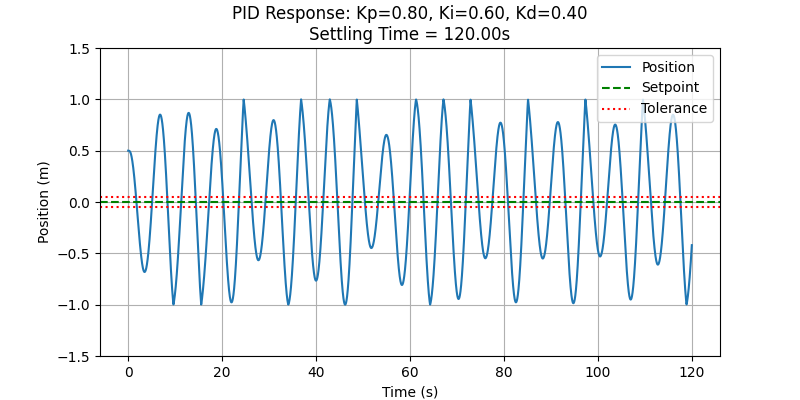 PID Response: Kp=0.80, Ki=0.60, Kd=0.40
Settling Time = 120.00s
Position (m)
1.5
1.0
0.5
0.0
−0.5
−1.0
−1.5
Position
Setpoint
Tolerance
0 20 40 60 80 100 120
Time (s)